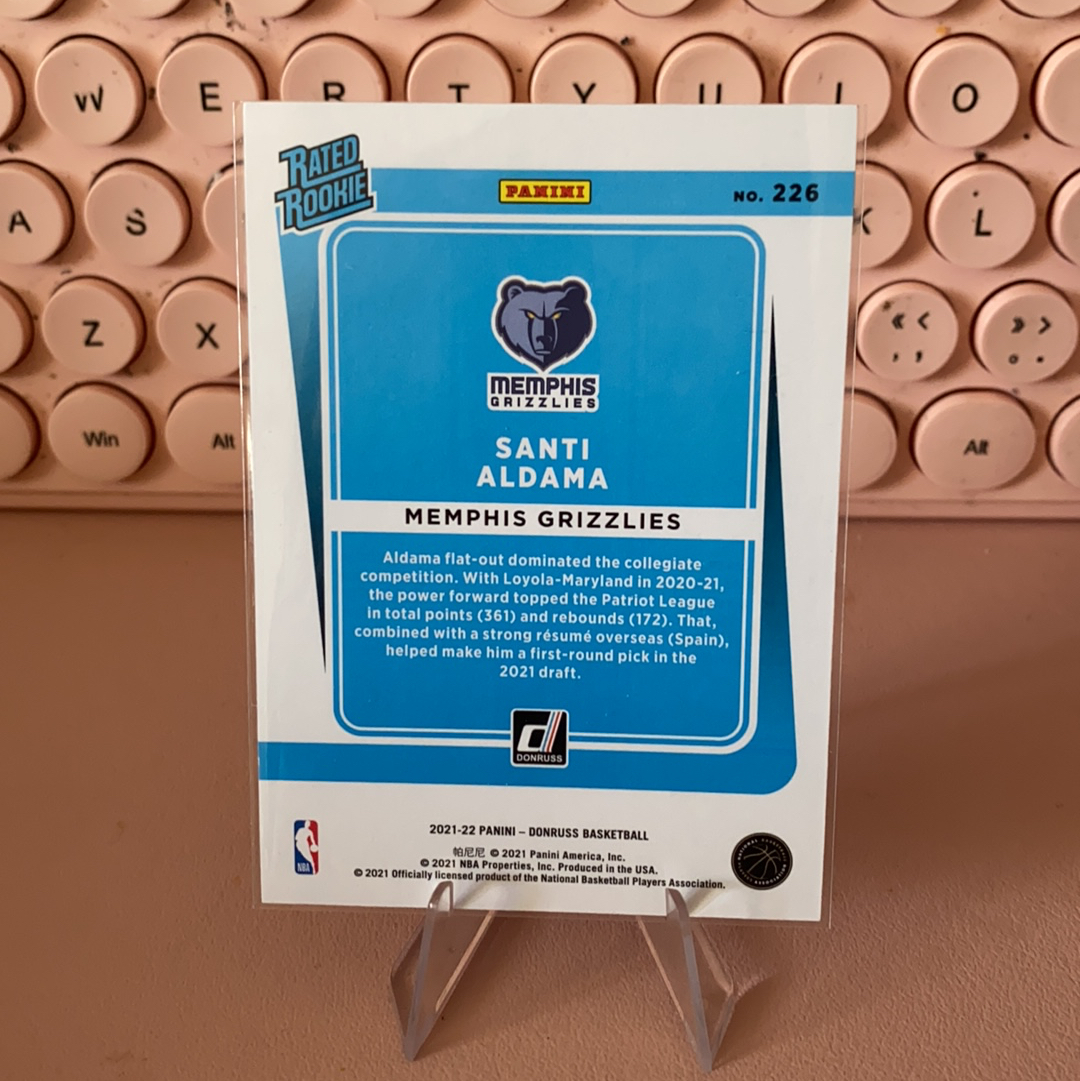 W E R T Y U I O
RATED
ROOKIE
PANINI
NO. 226
A S K L
MEMPHIS
GRIZZLIES
Z X « < » >
, ,
Win Alt Alt
SANTI
ALDAMA
MEMPHIS GRIZZLIES
Aldama flat-out dominated the collegiate
competition. With Loyola-Maryland in 2020-21,
the power forward topped the Patriot League
in total points (361) and rebounds (172). That,
combined with a strong résumé overseas (Spain),
helped make him a first-round pick in the
2021 draft.
DONRUSS
2021-22 PANINI – DONRUSS BASKETBALL
帕尼尼 © 2021 Panini America, Inc.
© 2021 NBA Properties, Inc. Produced in the USA.
© 2021 Officially licensed product of the National Basketball Players Association.
NBA